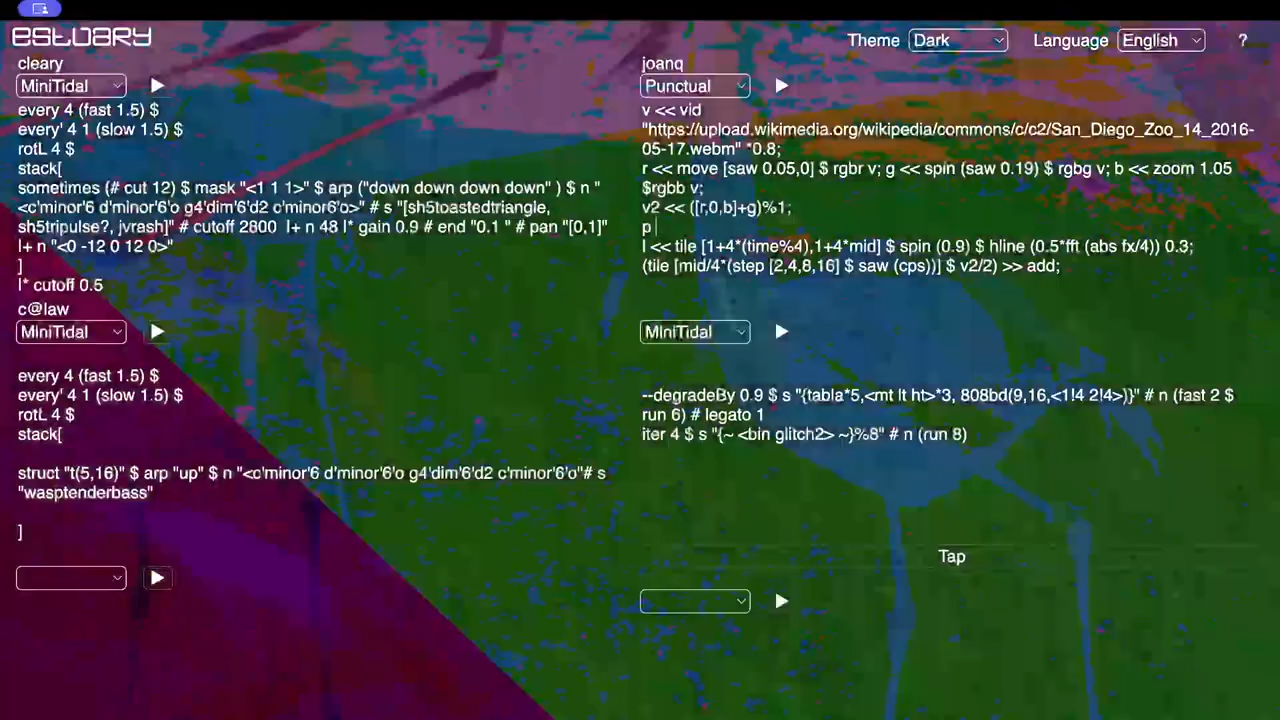 estuary
Theme Dark Language English ?
cleary
MiniTidal
every 4 (fast 1.5) $
every' 4 1 (slow 1.5) $
rotL 4 $
stack[
sometimes (# cut 12) $ mask "<1 1 1>" $ arp ("down down down down" ) $ n "
<c'minor'6 d'minor'6'o g4'dim'6'd2 c'minor6'o>" # s "[sh5toastedtriangle,
sh5tripulse?, jvrash]" # cutoff 2800 |+ n 48 |* gain 0.9 # end "0.1 " # pan "[0,1]"
|+ n "<0 -12 0 12 0>"
]
|* cutoff 0.5
c@law
MiniTidal
every 4 (fast 1.5) $
every' 4 1 (slow 1.5) $
rotL 4 $
stack[
struct "t(5,16)" $ arp "up" $ n "<c'minor'6 d'minor'6'o g4'dim'6'd2 c'minor'6'o"# s
"wasptenderbass"
]
joanq
Punctual
v << vid
"https://upload.wikimedia.org/wikipedia/commons/c/c2/San_Diego_Zoo_14_2016-
05-17.webm" *0.8;
r << move [saw 0.05,0] $ rgbr v; g << spin (saw 0.19) $ rgbg v; b << zoom 1.05
$rgbb v;
v2 << ([r,0,b]+g)%1;
p
l << tile [1+4*(time%4),1+4*mid] $ spin (0.9) $ hline (0.5*fft (abs fx/4)) 0.3;
(tile [mid/4*(step [2,4,8,16] $ saw (cps))] $ v2/2) >> add;
MiniTidal
--degradeBy 0.9 $ s "{tabla*5,<mt lt ht>*3, 808bd(9,16,<1!4 2!4>)}" # n (fast 2 $
run 6) # legato 1
iter 4 $ s "{~ <bin glitch2> ~}%8" # n (run 8)
Tap